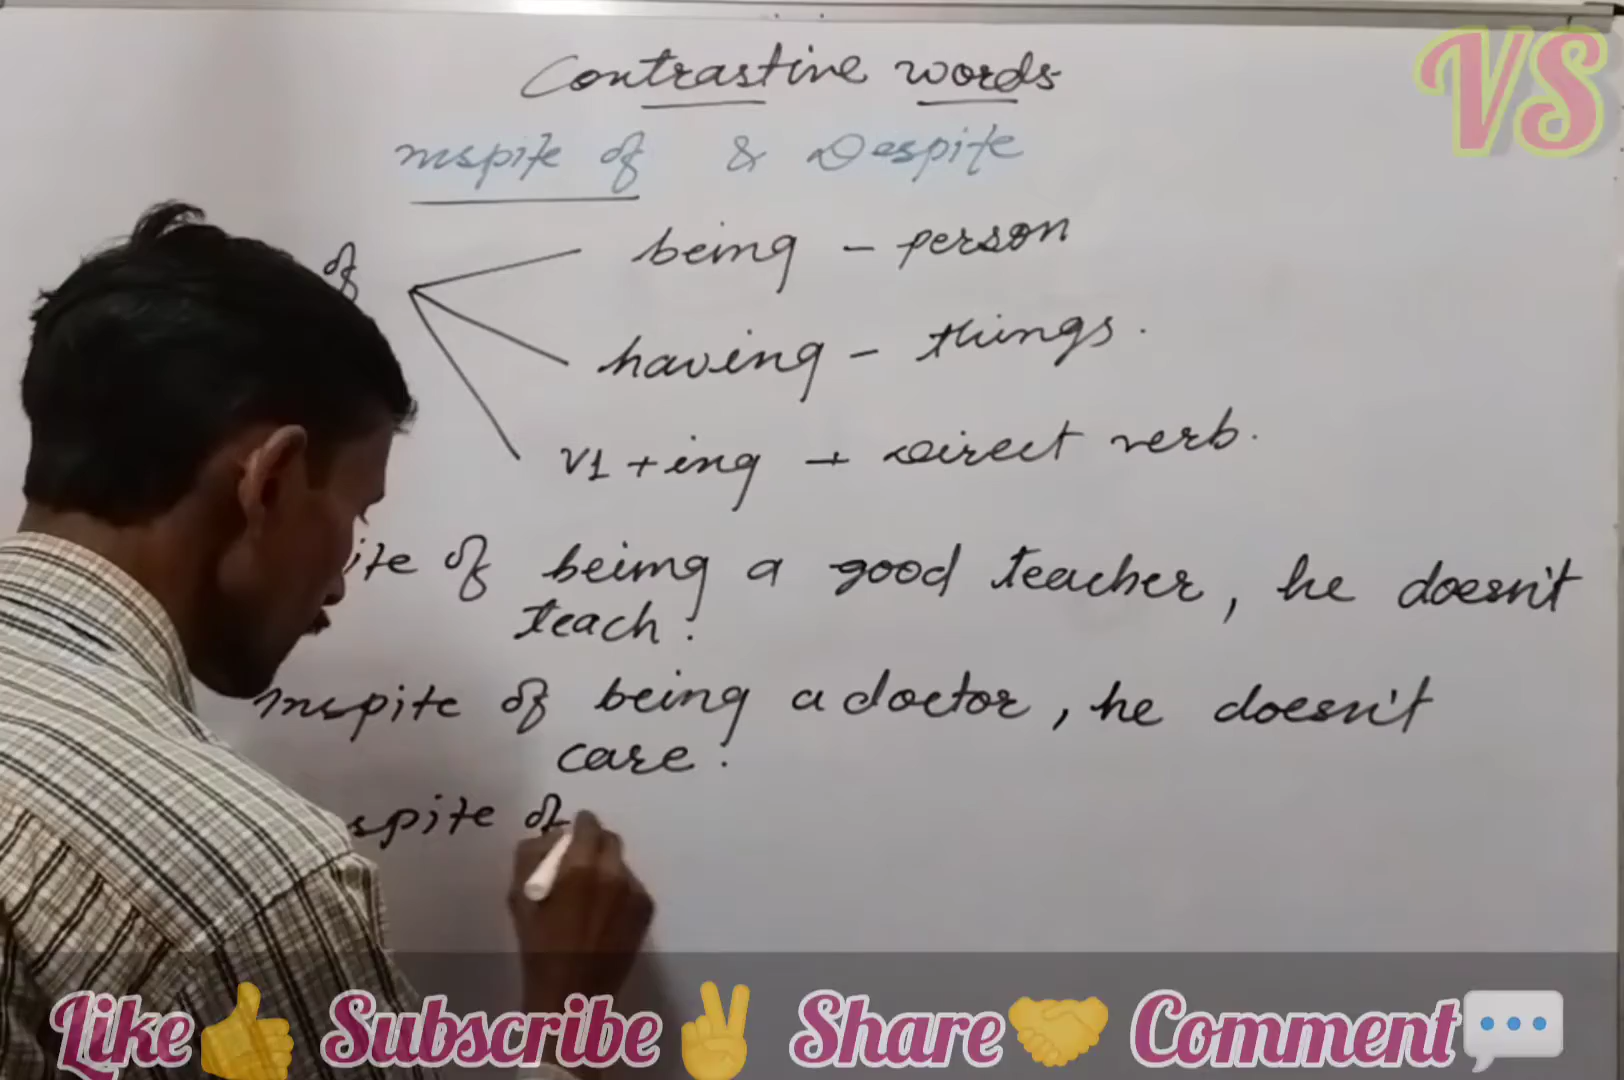 Contrastive words
VS
Inspite of & Despite
of being - person
having - things.
V1 + ing + Direct verb.
of being a good teacher, he doesn't
teach.
Inspite of being a doctor, he doesn't
care.
spite of
Like Subscribe Share Comment